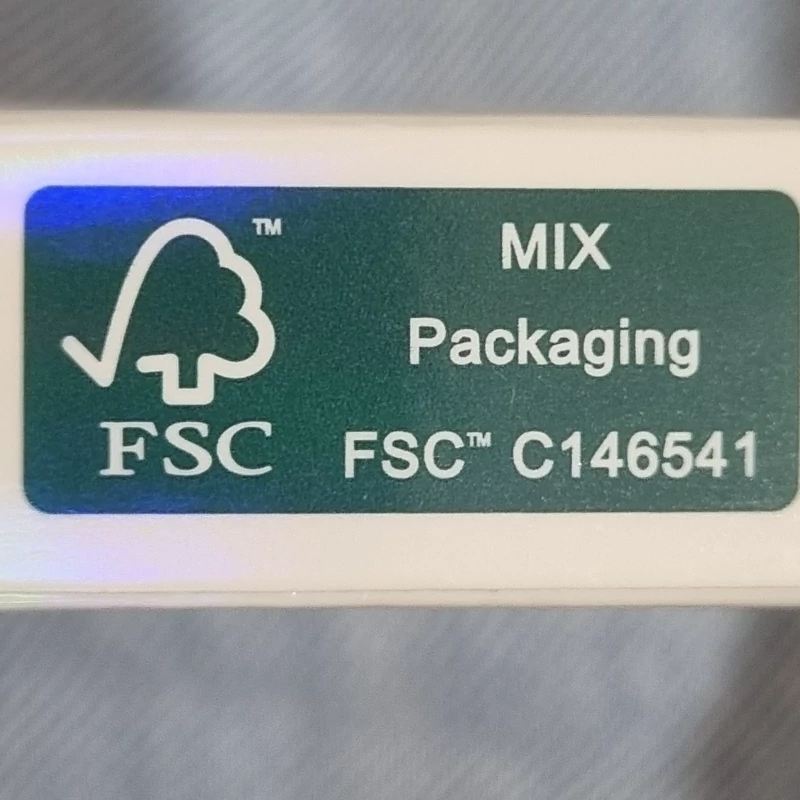 ™
FSC
MIX
Packaging
FSC™ C146541